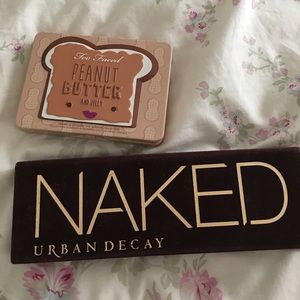 Too Faced
PEANUT
BUTTER
AND JELLY
NAKED
URBAN DECAY